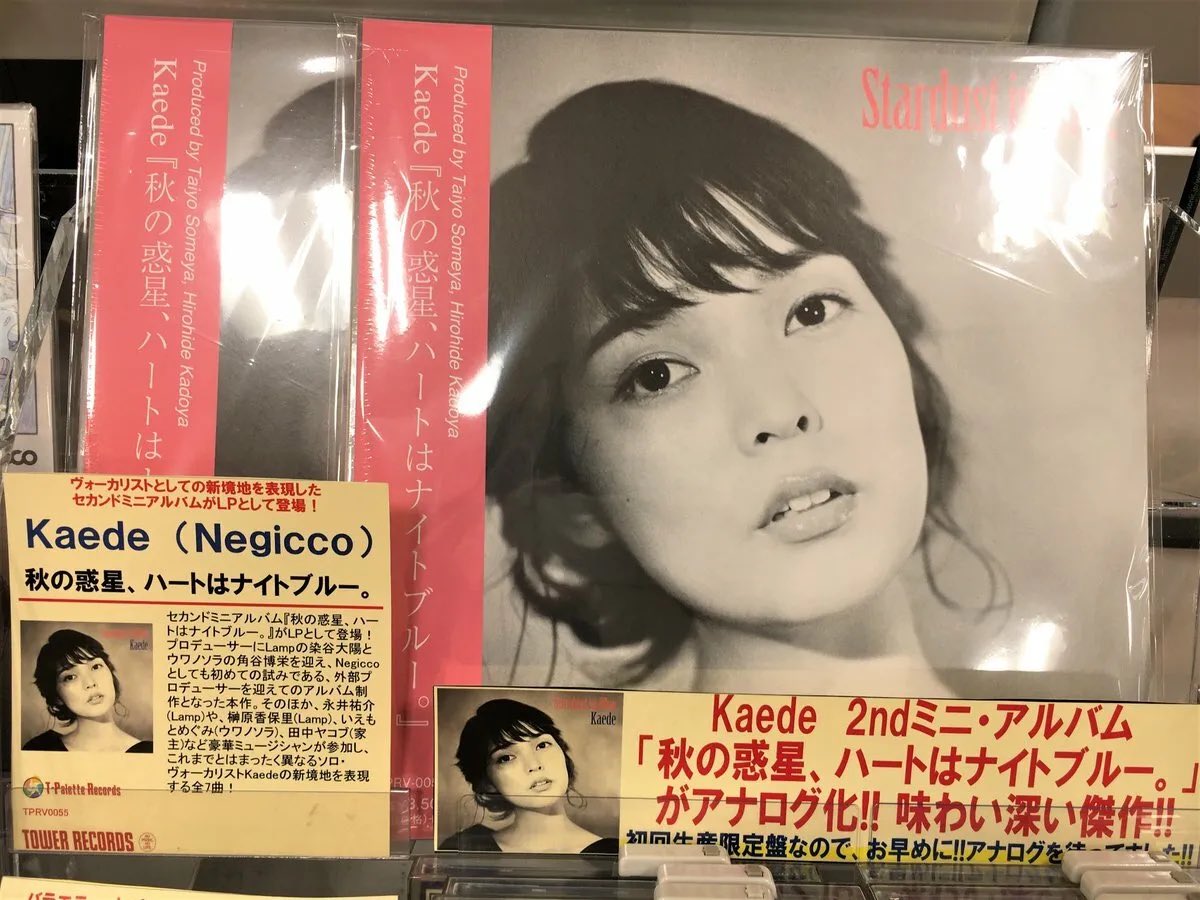 Produced by Taiyo Someya, Hirohide Kadoya
Kaede『秋の惑星、ハートはナ
Produced by Taiyo Someya, Hirohide Kadoya
Kaede『秋の惑星、ハートはナイトブルー。』
Stardust
ヴォーカリストとしての新境地を表現した
セカンドミニアルバムがLPとして登場！
Kaede（Negicco）
秋の惑星、ハートはナイトブルー。
Kaede
セカンドミニアルバム『秋の惑星、ハー
トはナイトブルー。』がLPとして登場！
プロデューサーにLampの染谷大陽と
ウワノソラの角谷博栄を迎え、Negicco
としても初めての試みである、外部プ
ロデューサーを迎えてのアルバム制
作となった本作。そのほか、永井祐介
(Lamp)や、榊原香保里(Lamp)、いえも
とめぐみ(ウワノソラ)、田中ヤコブ(家
主)など豪華ミュージシャンが参加し、
これまでとはまったく異なるソロ・
ヴォーカリストKaedeの新境地を表現
する全7曲！
T-Palette Records
TPRV0055
TOWER RECORDS
Kaede
Kaede 2ndミニ・アルバム
「秋の惑星、ハートはナイトブルー。」
がアナログ化!! 味わい深い傑作!!
初回生産限定盤なので、お早めに!!アナログを待ってました!!